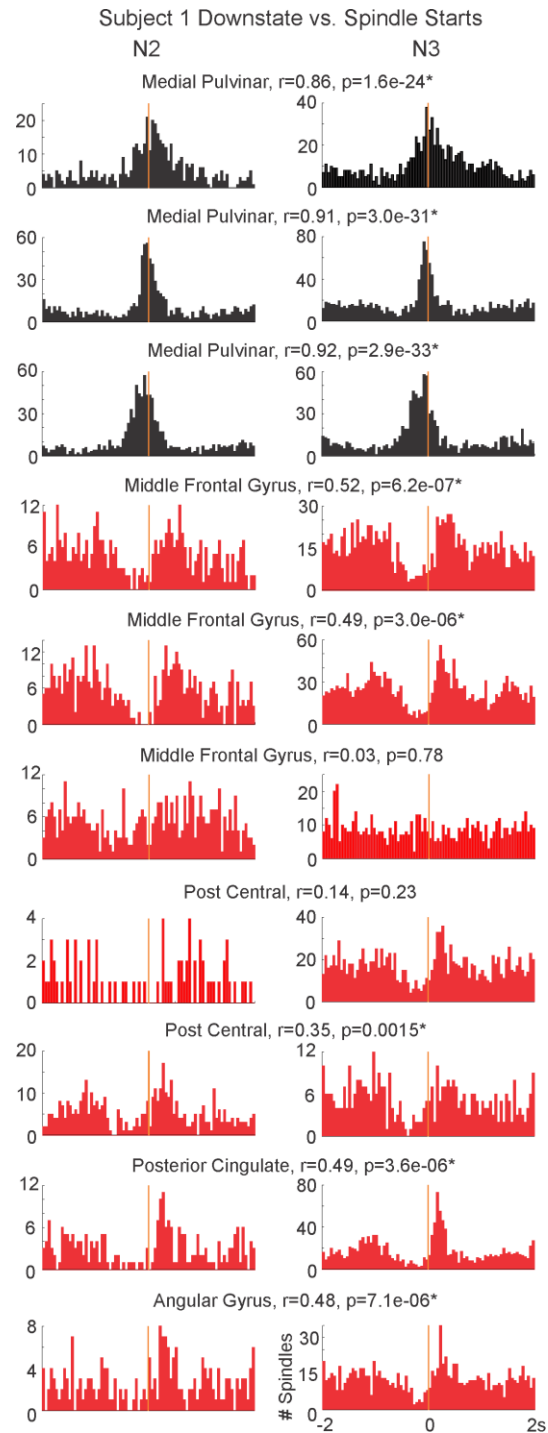 Subject 1 Downstate vs. Spindle Starts
N2 N3
Medial Pulvinar, r=0.86, p=1.6e-24*
20 10 0 40 20 0
Medial Pulvinar, r=0.91, p=3.0e-31*
60 30 0 80 40 0
Medial Pulvinar, r=0.92, p=2.9e-33*
60 30 0 60 30 0
Middle Frontal Gyrus, r=0.52, p=6.2e-07*
12 6 0 30 15 0
Middle Frontal Gyrus, r=0.49, p=3.0e-06*
12 6 0 60 30 0
Middle Frontal Gyrus, r=0.03, p=0.78
12 6 0 20 10 0
Post Central, r=0.14, p=0.23
4 2 0 40 20 0
Post Central, r=0.35, p=0.0015*
20 10 0 12 6 0
Posterior Cingulate, r=0.49, p=3.6e-06*
12 6 0 80 40 0
Angular Gyrus, r=0.48, p=7.1e-06*
8 4 0 # Spindles 30 15 0
-2 0 2s